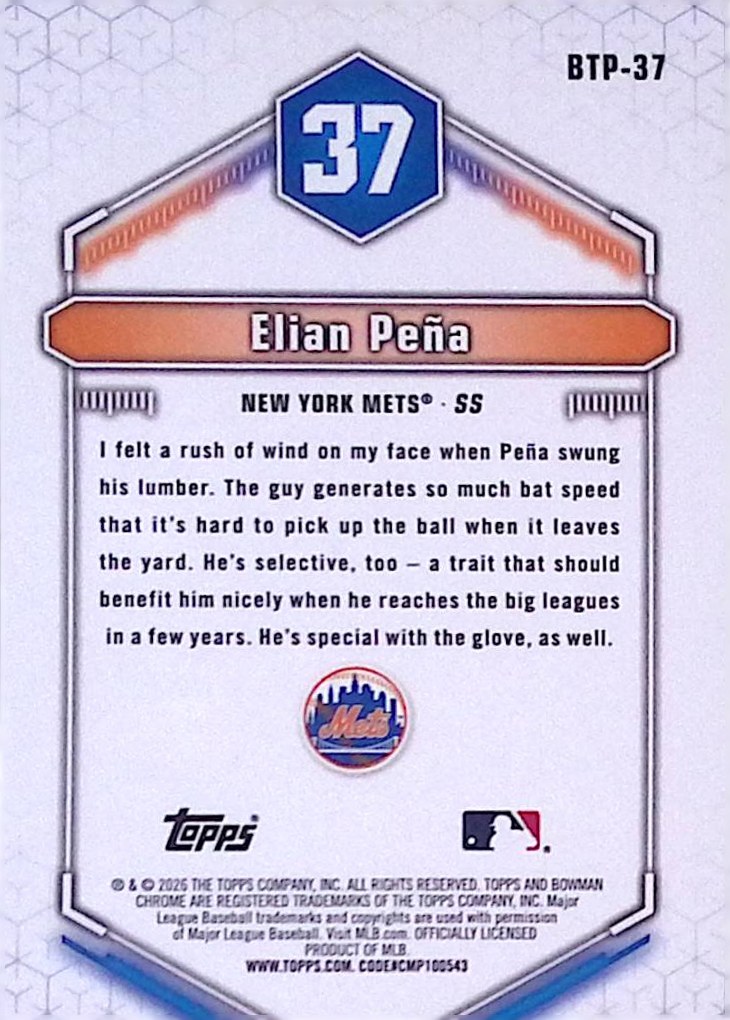 BTP-37
37
Elian Peña
NEW YORK METS® · SS
I felt a rush of wind on my face when Peña swung
his lumber. The guy generates so much bat speed
that it's hard to pick up the ball when it leaves
the yard. He's selective, too – a trait that should
benefit him nicely when he reaches the big leagues
in a few years. He's special with the glove, as well.
Mets
Topps®
® & © 2026 THE TOPPS COMPANY, INC. ALL RIGHTS RESERVED. TOPPS AND BOWMAN
CHROME ARE REGISTERED TRADEMARKS OF THE TOPPS COMPANY, INC. Major
League Baseball trademarks and copyrights are used with permission
of Major League Baseball. Visit MLB.com. OFFICIALLY LICENSED
PRODUCT OF MLB.
WWW.TOPPS.COM. CODE#CMP100543